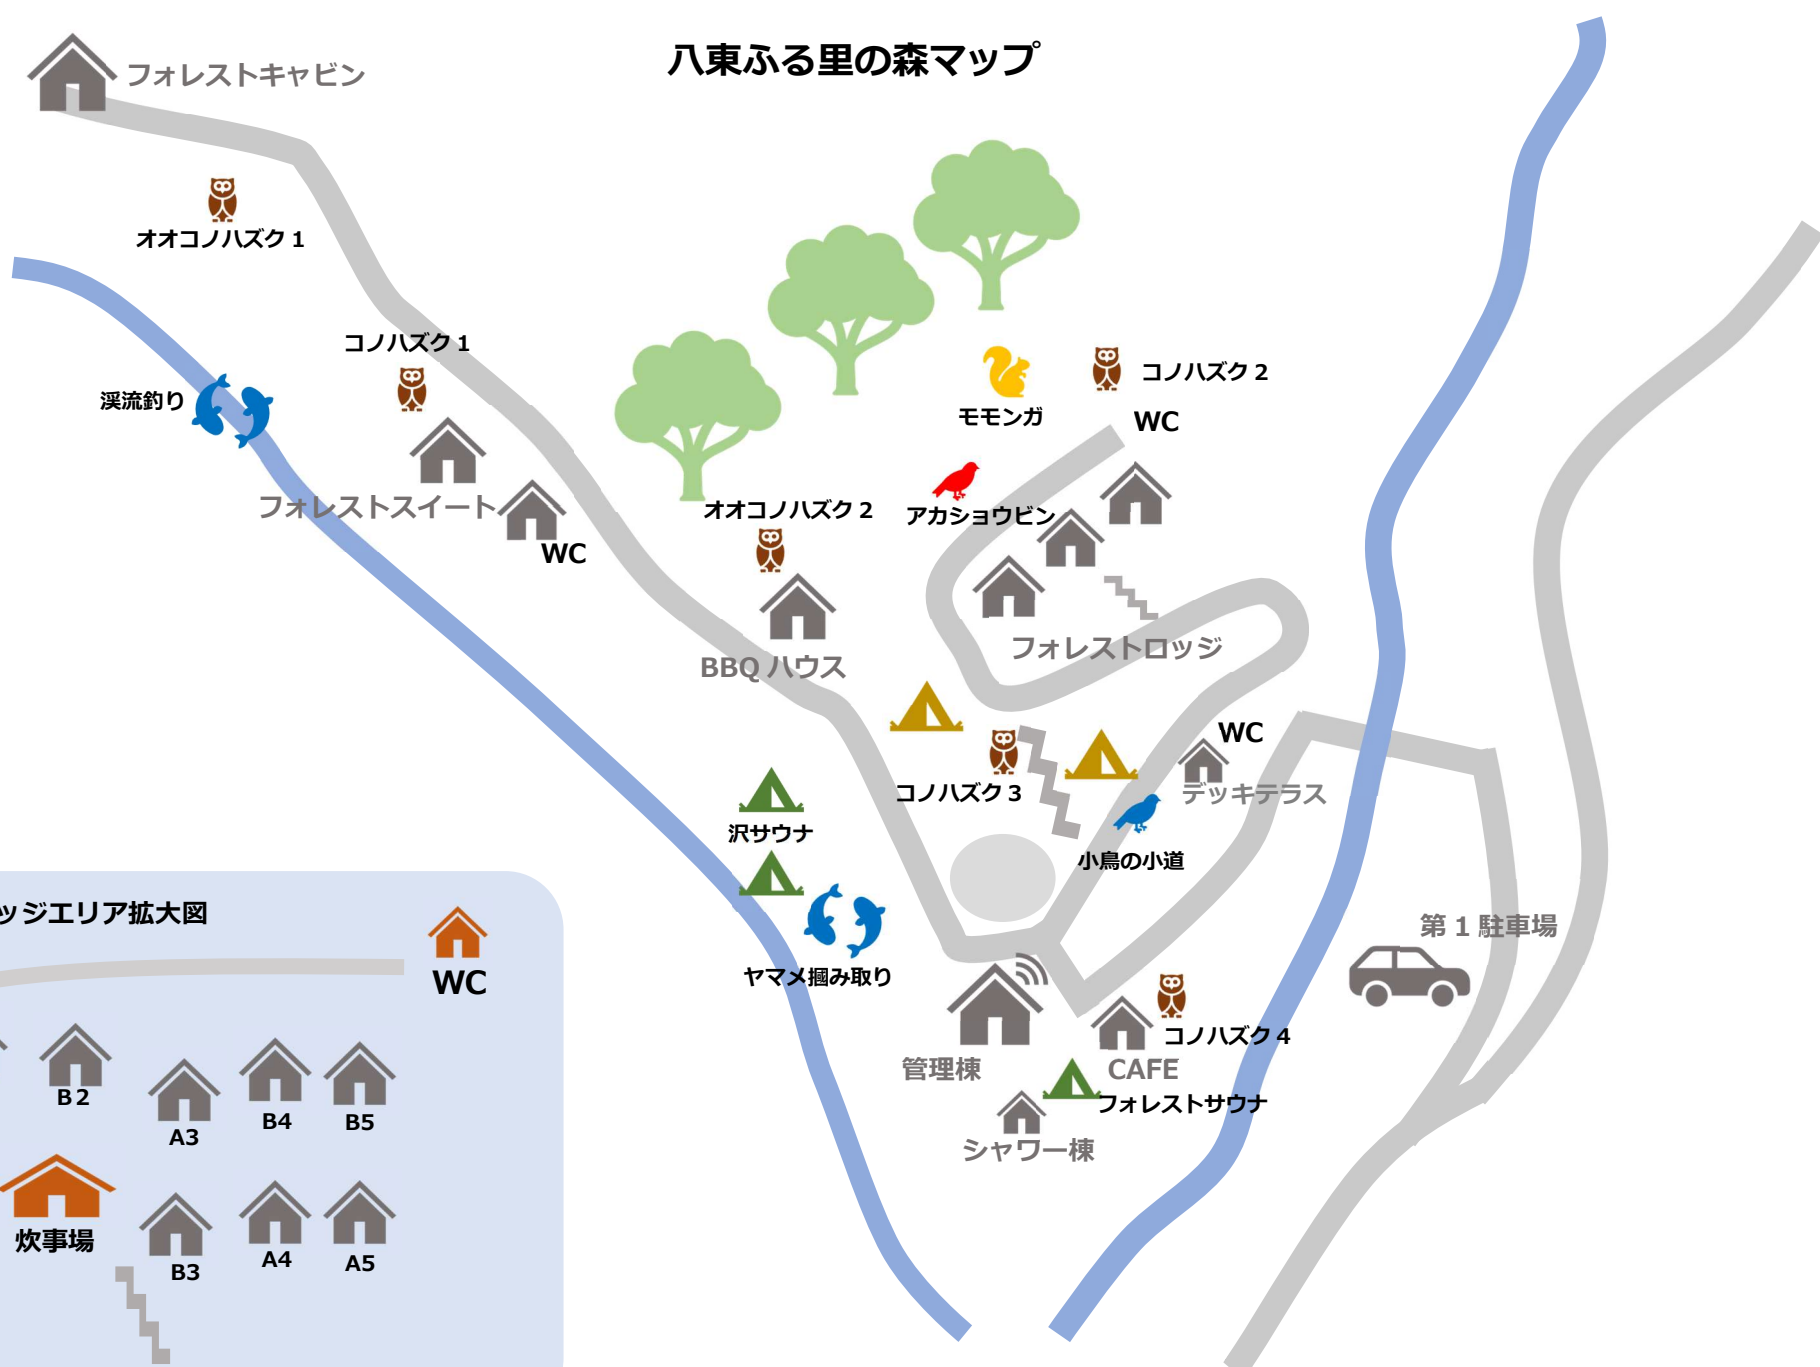 八東ふる里の森マップ
フォレストキャビン
オオコノハズク 1
コノハズク 1
渓流釣り
フォレストスイート
WC
モモンガ
コノハズク 2
WC
アカショウビン
オオコノハズク 2
BBQ ハウス
フォレストロッジ
WC
デッキテラス
コノハズク 3
小鳥の小道
沢サウナ
ヤマメ掴み取り
第 1 駐車場
管理棟
コノハズク 4
CAFE
フォレストサウナ
シャワー棟
ッジエリア拡大図
WC
B2
A3
B4
B5
炊事場
B3
A4
A5